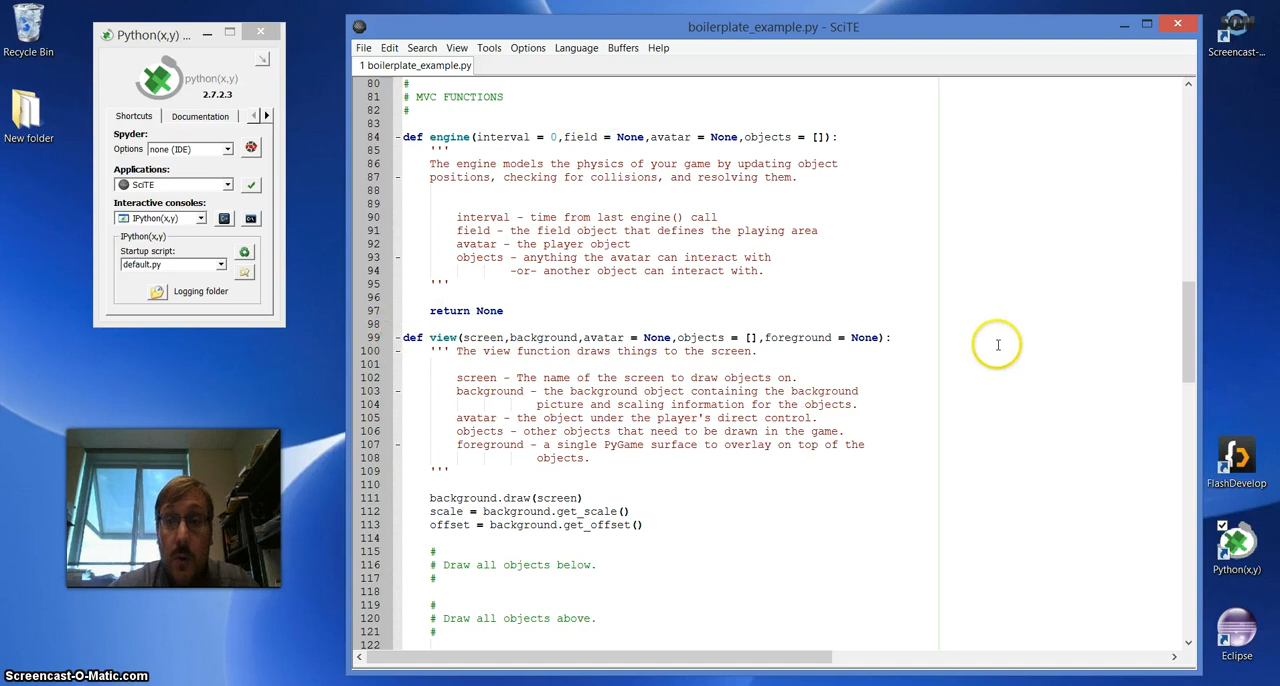 Recycle Bin
New folder
Python(x,y) ...
python(x,y)
2.7.2.3
Shortcuts
Documentation
Spyder:
Options
none (IDE)
Applications:
SciTE
Interactive consoles:
IPython(x,y)
IPython(x,y)
Startup script:
default.py
Logging folder
boilerplate_example.py - SciTE
File Edit Search View Tools Options Language Buffers Help
1 boilerplate_example.py
80 #
81 # MVC FUNCTIONS
82 #
83
84 def engine(interval = 0,field = None,avatar = None,objects = []):
85 '''
86 The engine models the physics of your game by updating object
87 positions, checking for collisions, and resolving them.
88
89
90 interval - time from last engine() call
91 field - the field object that defines the playing area
92 avatar - the player object
93 objects - anything the avatar can interact with
94 -or- another object can interact with.
95 '''
96
97 return None
98
99 def view(screen,background,avatar = None,objects = [],foreground = None):
100 ''' The view function draws things to the screen.
101
102 screen - The name of the screen to draw objects on.
103 background - the background object containing the background
104 picture and scaling information for the objects.
105 avatar - the object under the player's direct control.
106 objects - other objects that need to be drawn in the game.
107 foreground - a single PyGame surface to overlay on top of the
108 objects.
109 '''
110
111 background.draw(screen)
112 scale = background.get_scale()
113 offset = background.get_offset()
114
115 #
116 # Draw all objects below.
117 #
118
119 #
120 # Draw all objects above.
121 #
122
Screencast-...
FlashDevelop
Python(x,y)
Eclipse
Screencast-O-Matic.com